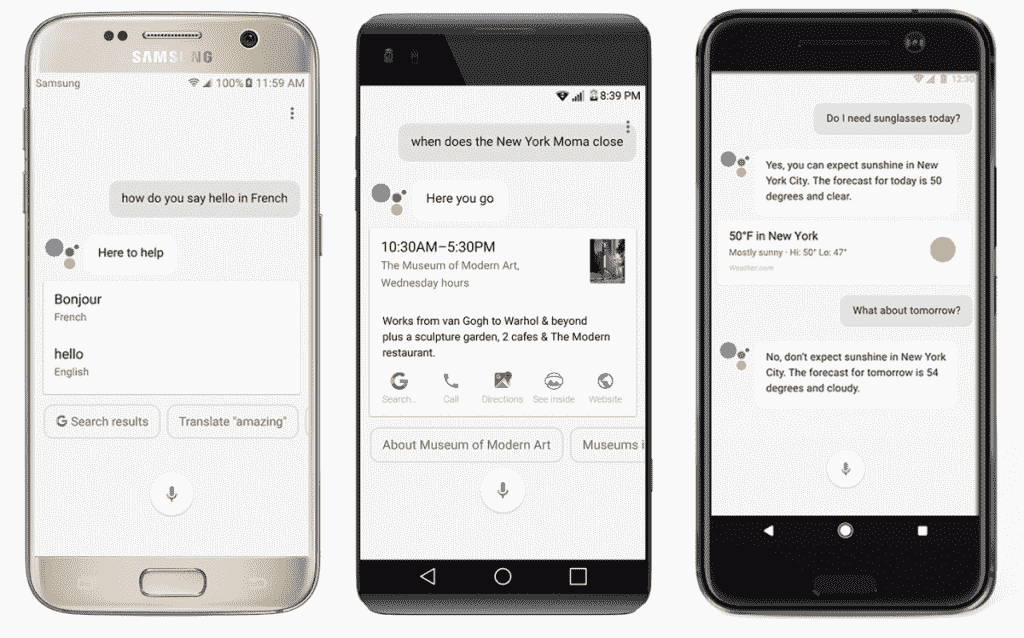 SAMSUNG
Samsung 100% 11:59 AM
how do you say hello in French
Here to help
Bonjour
French
hello
English
G Search results
Translate "amazing"
8:39 PM
when does the New York Moma close
Here you go
10:30AM–5:30PM
The Museum of Modern Art,
Wednesday hours
Works from van Gogh to Warhol & beyond
plus a sculpture garden, 2 cafes & The Modern
restaurant.
G
Search... Call Directions See inside Website
About Museum of Modern Art
Museums i
12:30
Do I need sunglasses today?
Yes, you can expect sunshine in New
York City. The forecast for today is 50
degrees and clear.
50°F in New York
Mostly sunny · Hi: 50° Lo: 47°
Weather.com
What about tomorrow?
No, don't expect sunshine in New York
City. The forecast for tomorrow is 54
degrees and cloudy.